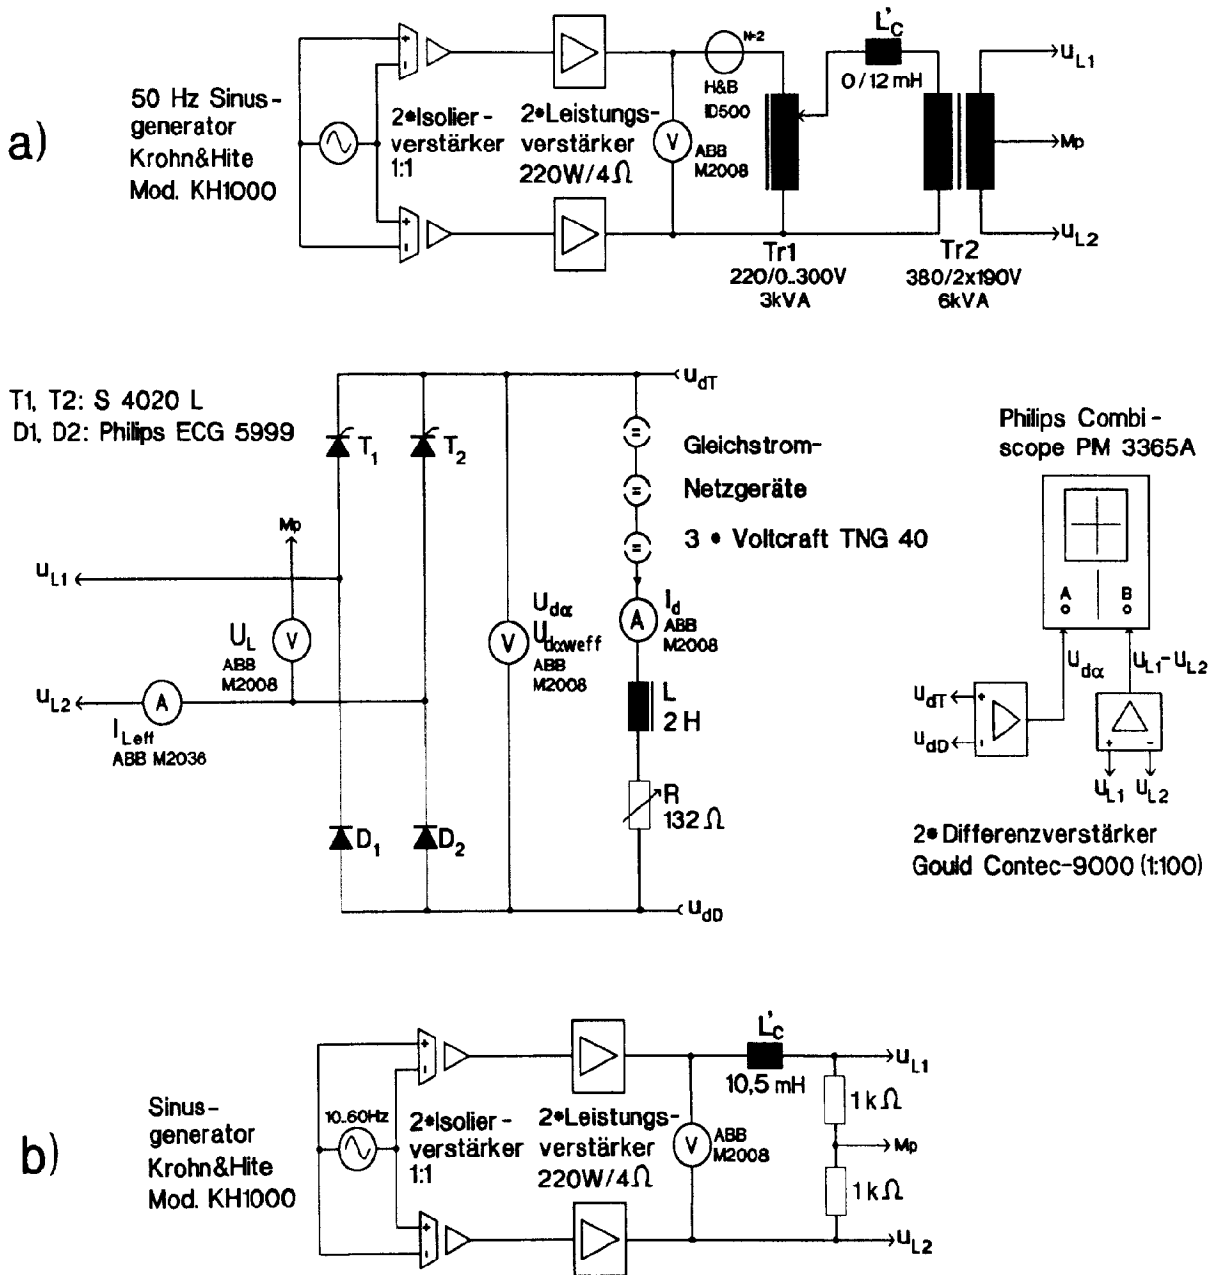 a)
50 Hz Sinus-
generator
Krohn&Hite
Mod. KH1000
+
-
+
-
2•Isolier-
verstärker
1:1
2•Leistungs-
verstärker
220W/4Ω
V
ABB
M2008
N=2
H&B
ID500
L'C
0/12 mH
Tr1
220/0..300V
3kVA
Tr2
380/2x190V
6kVA
uL1
Mp
uL2
T1, T2: S 4020 L
D1, D2: Philips ECG 5999
T1
T2
Mp
uL1
UL
ABB
M2008
V
uL2
A
ILeff
ABB M2036
D1
D2
udT
V
Udα
Udαweff
ABB
M2008
=
=
=
Gleichstrom-
Netzgeräte
3 • Voltcraft TNG 40
A
Id
ABB
M2008
L
2 H
R
132 Ω
udD
Philips Combi-
scope PM 3365A
A
B
Udα
uL1-uL2
udT
+
udD
-
+
-
uL1
uL2
2•Differenzverstärker
Gould Contec-9000 (1:100)
b)
Sinus-
generator
Krohn&Hite
Mod. KH1000
10..60Hz
+
-
+
-
2•Isolier-
verstärker
1:1
2•Leistungs-
verstärker
220W/4Ω
V
ABB
M2008
L'C
10,5 mH
uL1
1kΩ
Mp
1kΩ
uL2